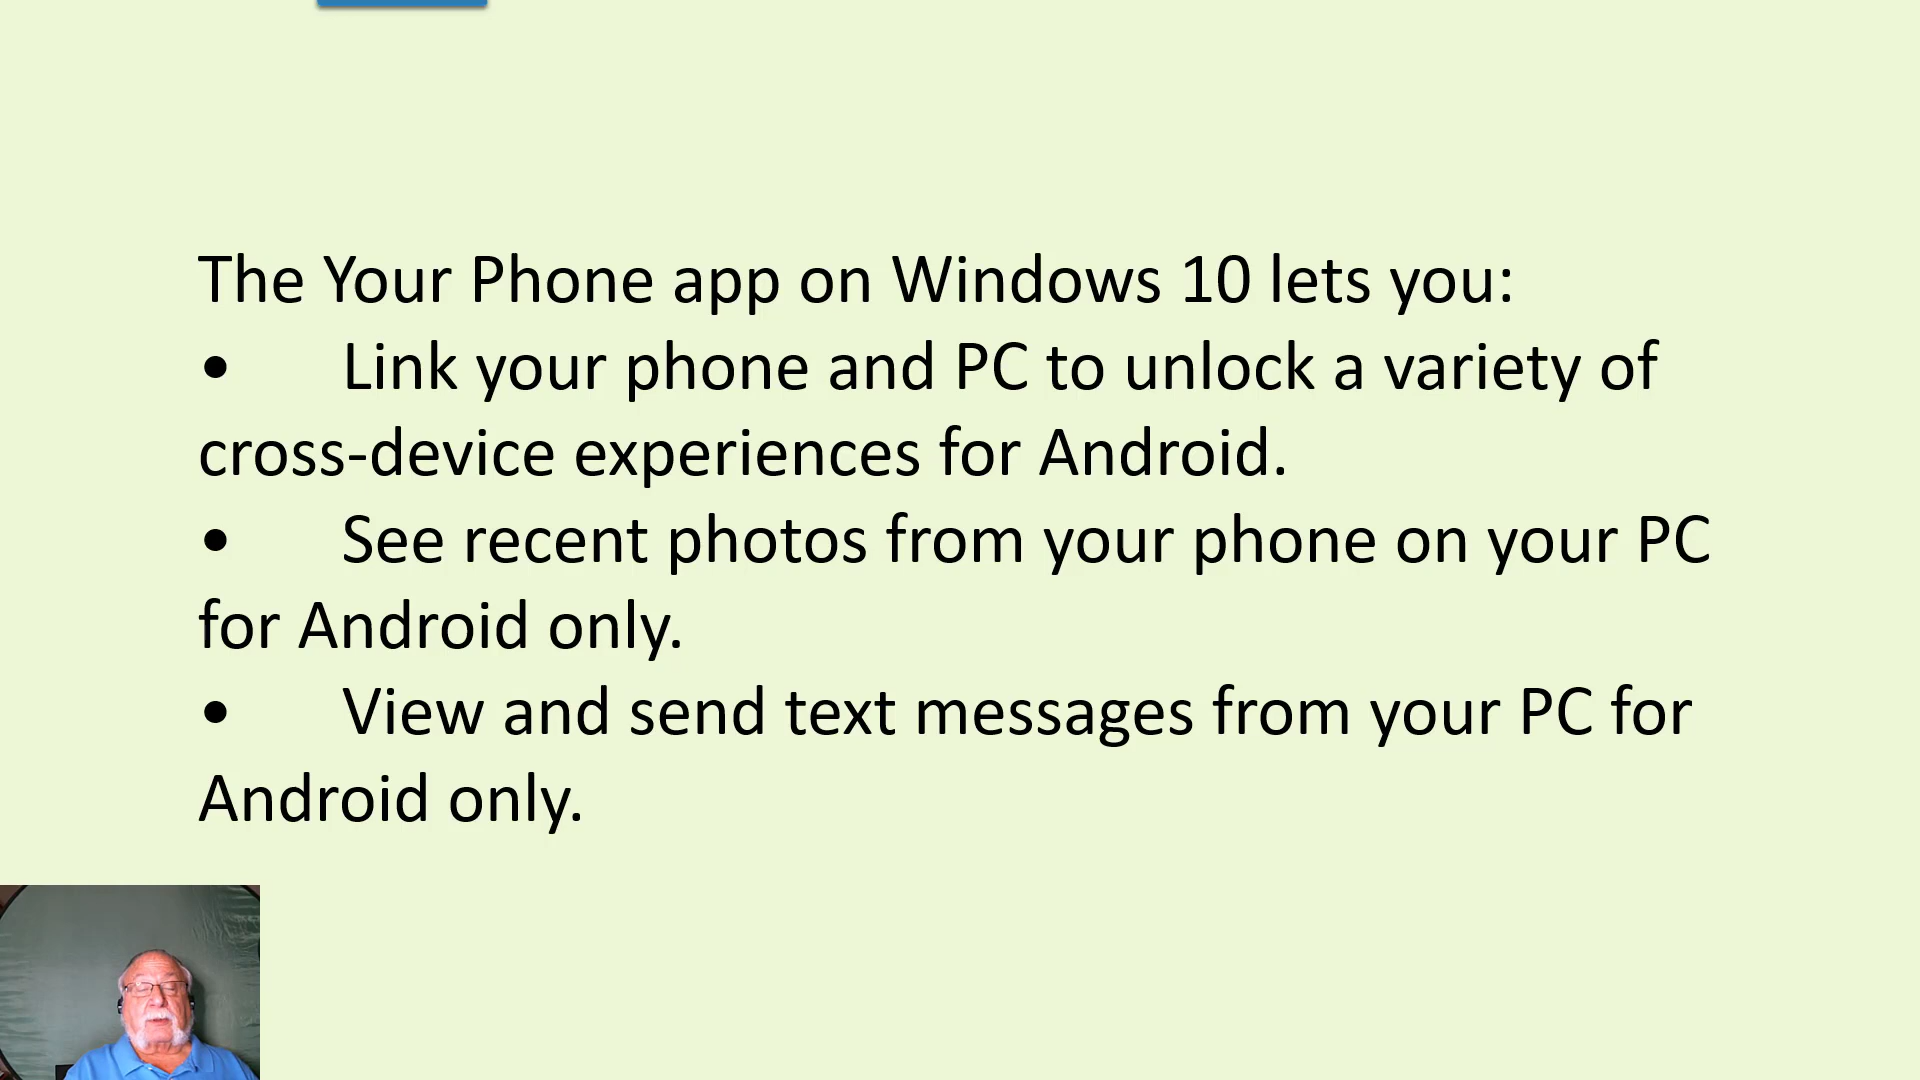 The Your Phone app on Windows 10 lets you:
• Link your phone and PC to unlock a variety of
cross-device experiences for Android.
• See recent photos from your phone on your PC
for Android only.
• View and send text messages from your PC for
Android only.